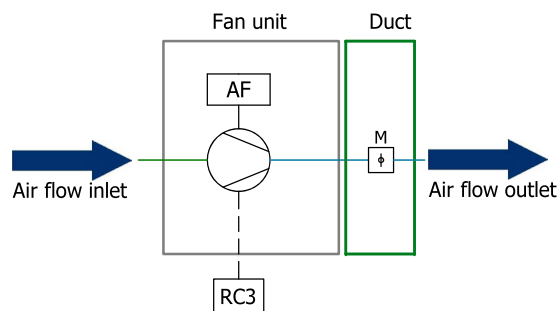 Fan unit
Duct
AF
M
ϕ
Air flow inlet
Air flow outlet
RC3